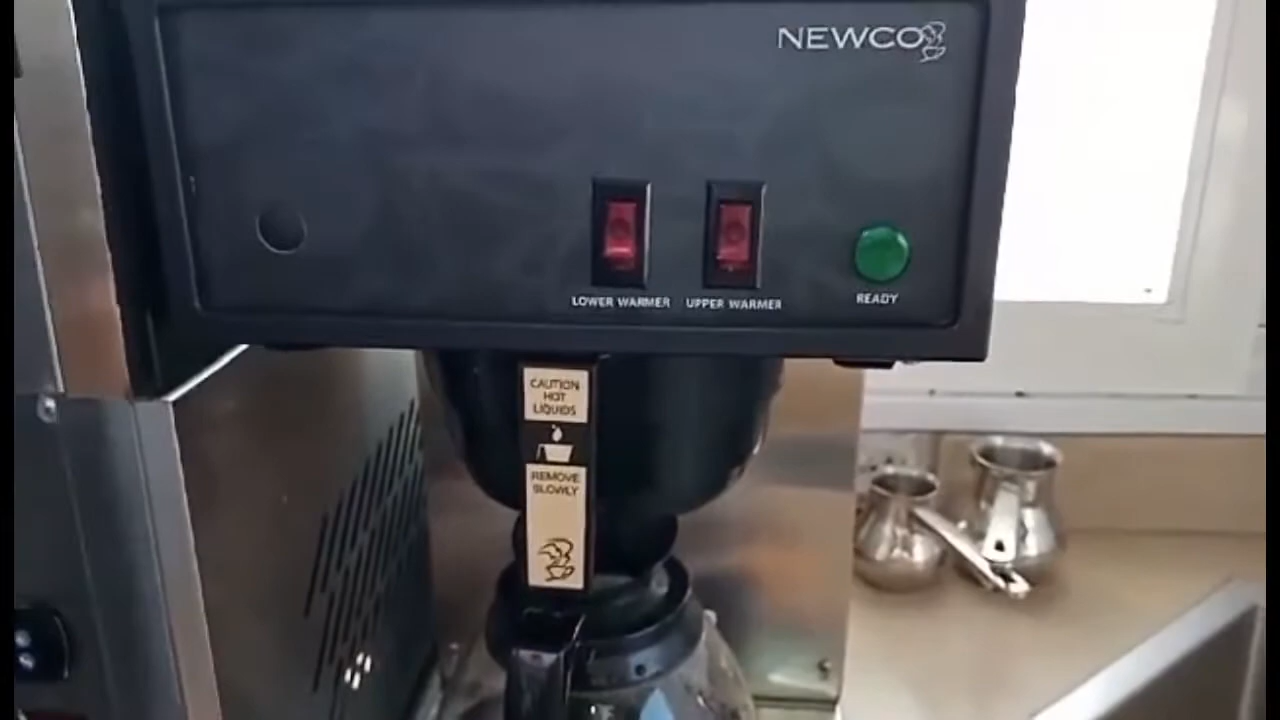 NEWCO
LOWER WARMER
UPPER WARMER
READY
CAUTION
HOT
LIQUIDS
REMOVE
SLOWLY